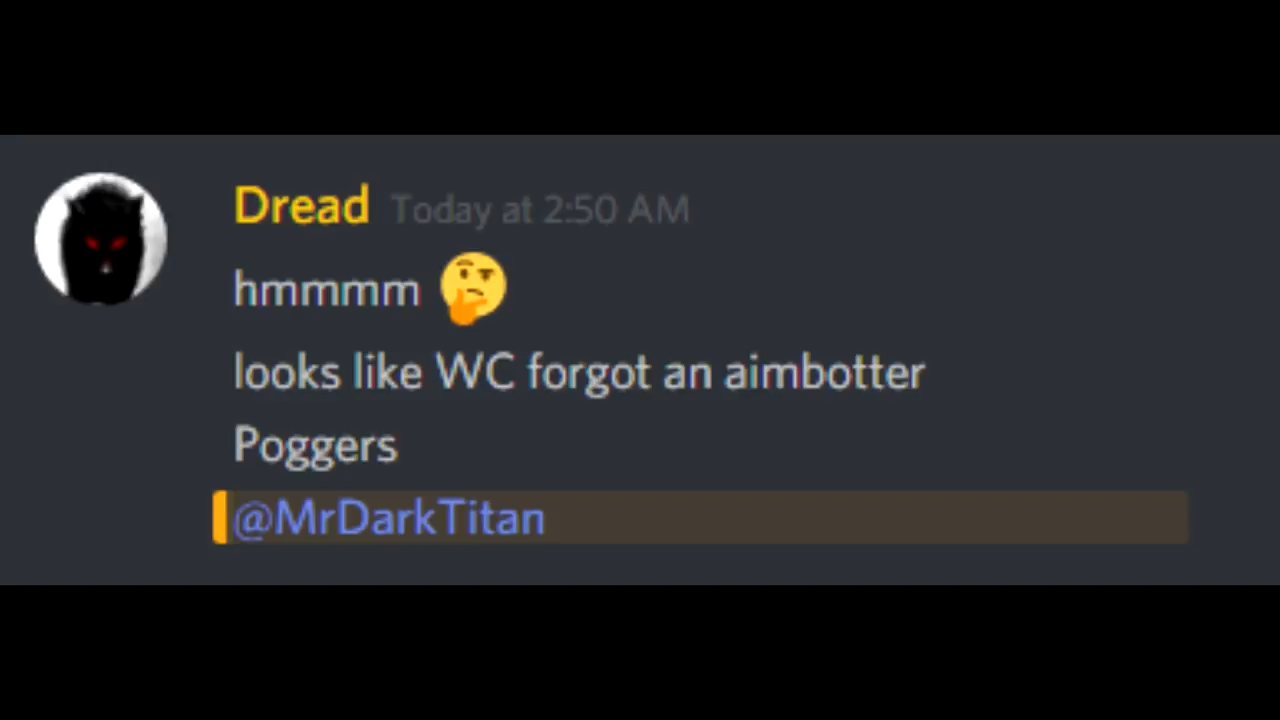 Dread Today at 2:50 AM
hmmmm 🤔
looks like WC forgot an aimbotter
Poggers
@MrDarkTitan